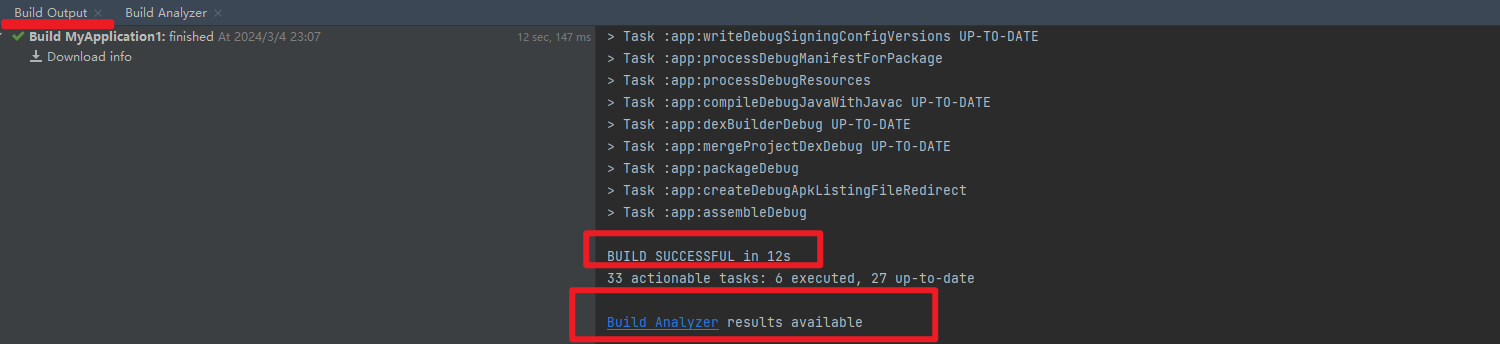 Build Output Build Analyzer
Build MyApplication1: finished At 2024/3/4 23:07 12 sec, 147 ms
Download info
> Task :app:writeDebugSigningConfigVersions UP-TO-DATE
> Task :app:processDebugManifestForPackage
> Task :app:processDebugResources
> Task :app:compileDebugJavaWithJavac UP-TO-DATE
> Task :app:dexBuilderDebug UP-TO-DATE
> Task :app:mergeProjectDexDebug UP-TO-DATE
> Task :app:packageDebug
> Task :app:createDebugApkListingFileRedirect
> Task :app:assembleDebug
BUILD SUCCESSFUL in 12s
33 actionable tasks: 6 executed, 27 up-to-date
Build Analyzer results available